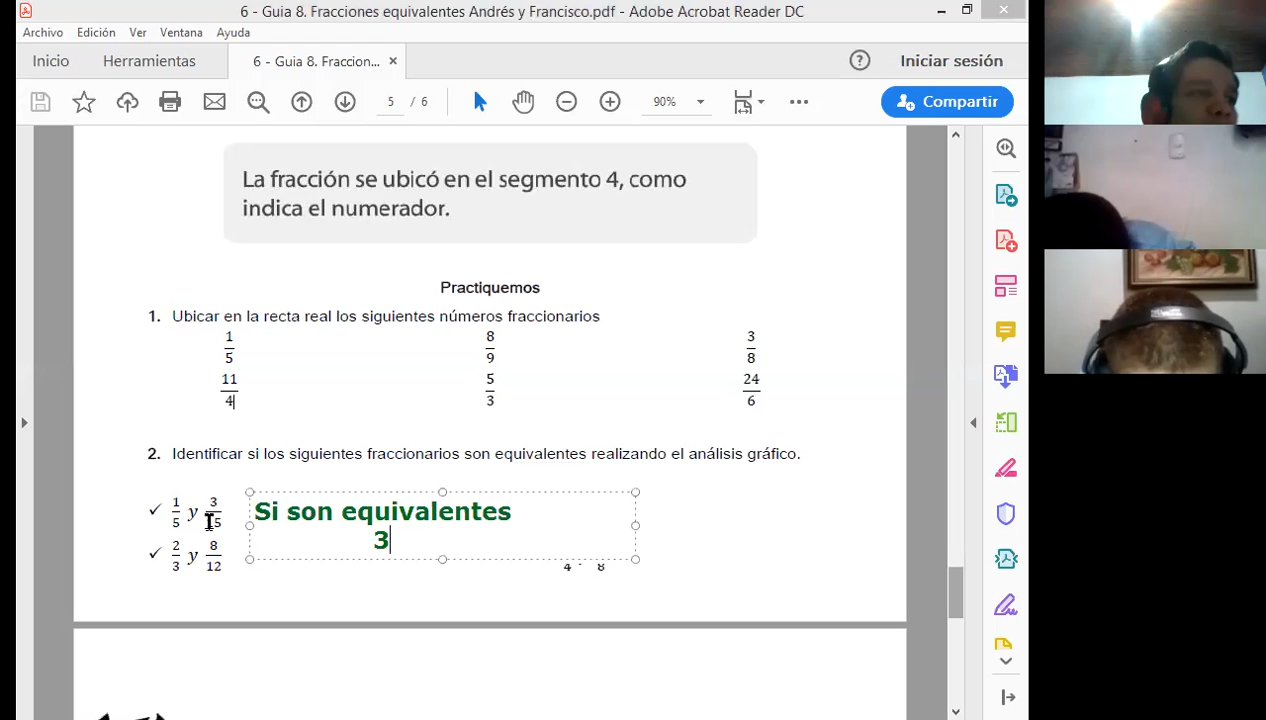 6 - Guia 8. Fracciones equivalentes Andrés y Francisco.pdf - Adobe Acrobat Reader DC
Archivo Edición Ver Ventana Ayuda
Inicio Herramientas 6 - Guia 8. Fraccion... × Iniciar sesión
5 / 6 90% Compartir
La fracción se ubicó en el segmento 4, como
indica el numerador.
Practiquemos
1. Ubicar en la recta real los siguientes números fraccionarios
1/5 8/9 3/8
11/4 5/3 24/6
2. Identificar si los siguientes fraccionarios son equivalentes realizando el análisis gráfico.
✓ 1/5 y 3/15 Si son equivalentes
3
✓ 2/3 y 8/12 4 8